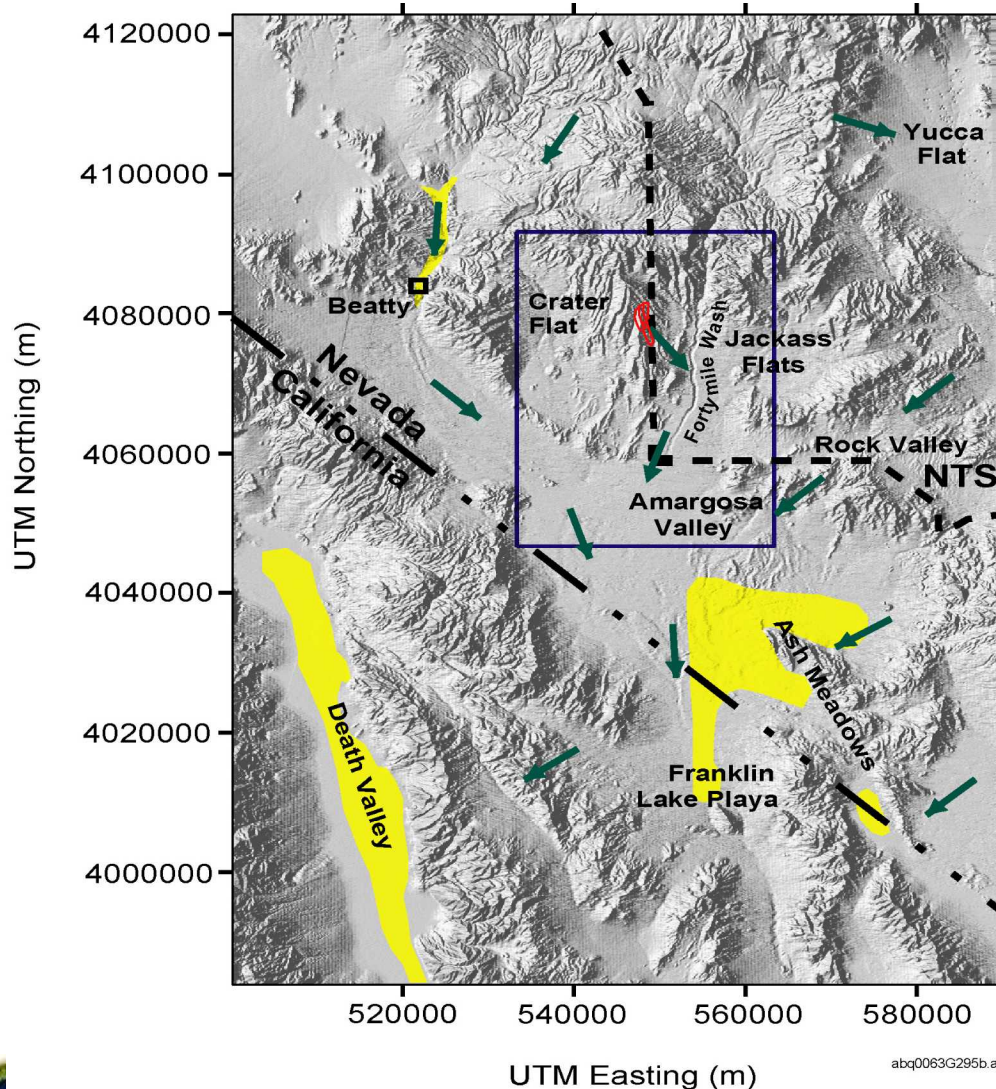 4120000
Yucca
Flat
4100000
Beatty
4080000
Crater
Flat
Fortymile Wash
Jackass
Flats
Nevada
California
UTM Northing (m)
4060000
Rock Valley
NTS
Amargosa
Valley
4040000
Ash Meadows
4020000
Death Valley
Franklin
Lake Playa
4000000
520000
540000
560000
580000
UTM Easting (m)
abq0063G295b.a